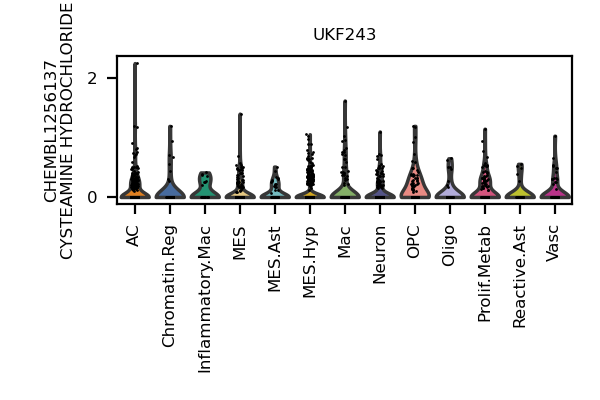 UKF243
CHEMBL1256137
CYSTEAMINE HYDROCHLORIDE
2
0
AC
Chromatin.Reg
Inflammatory.Mac
MES
MES.Ast
MES.Hyp
Mac
Neuron
OPC
Oligo
Prolif.Metab
Reactive.Ast
Vasc